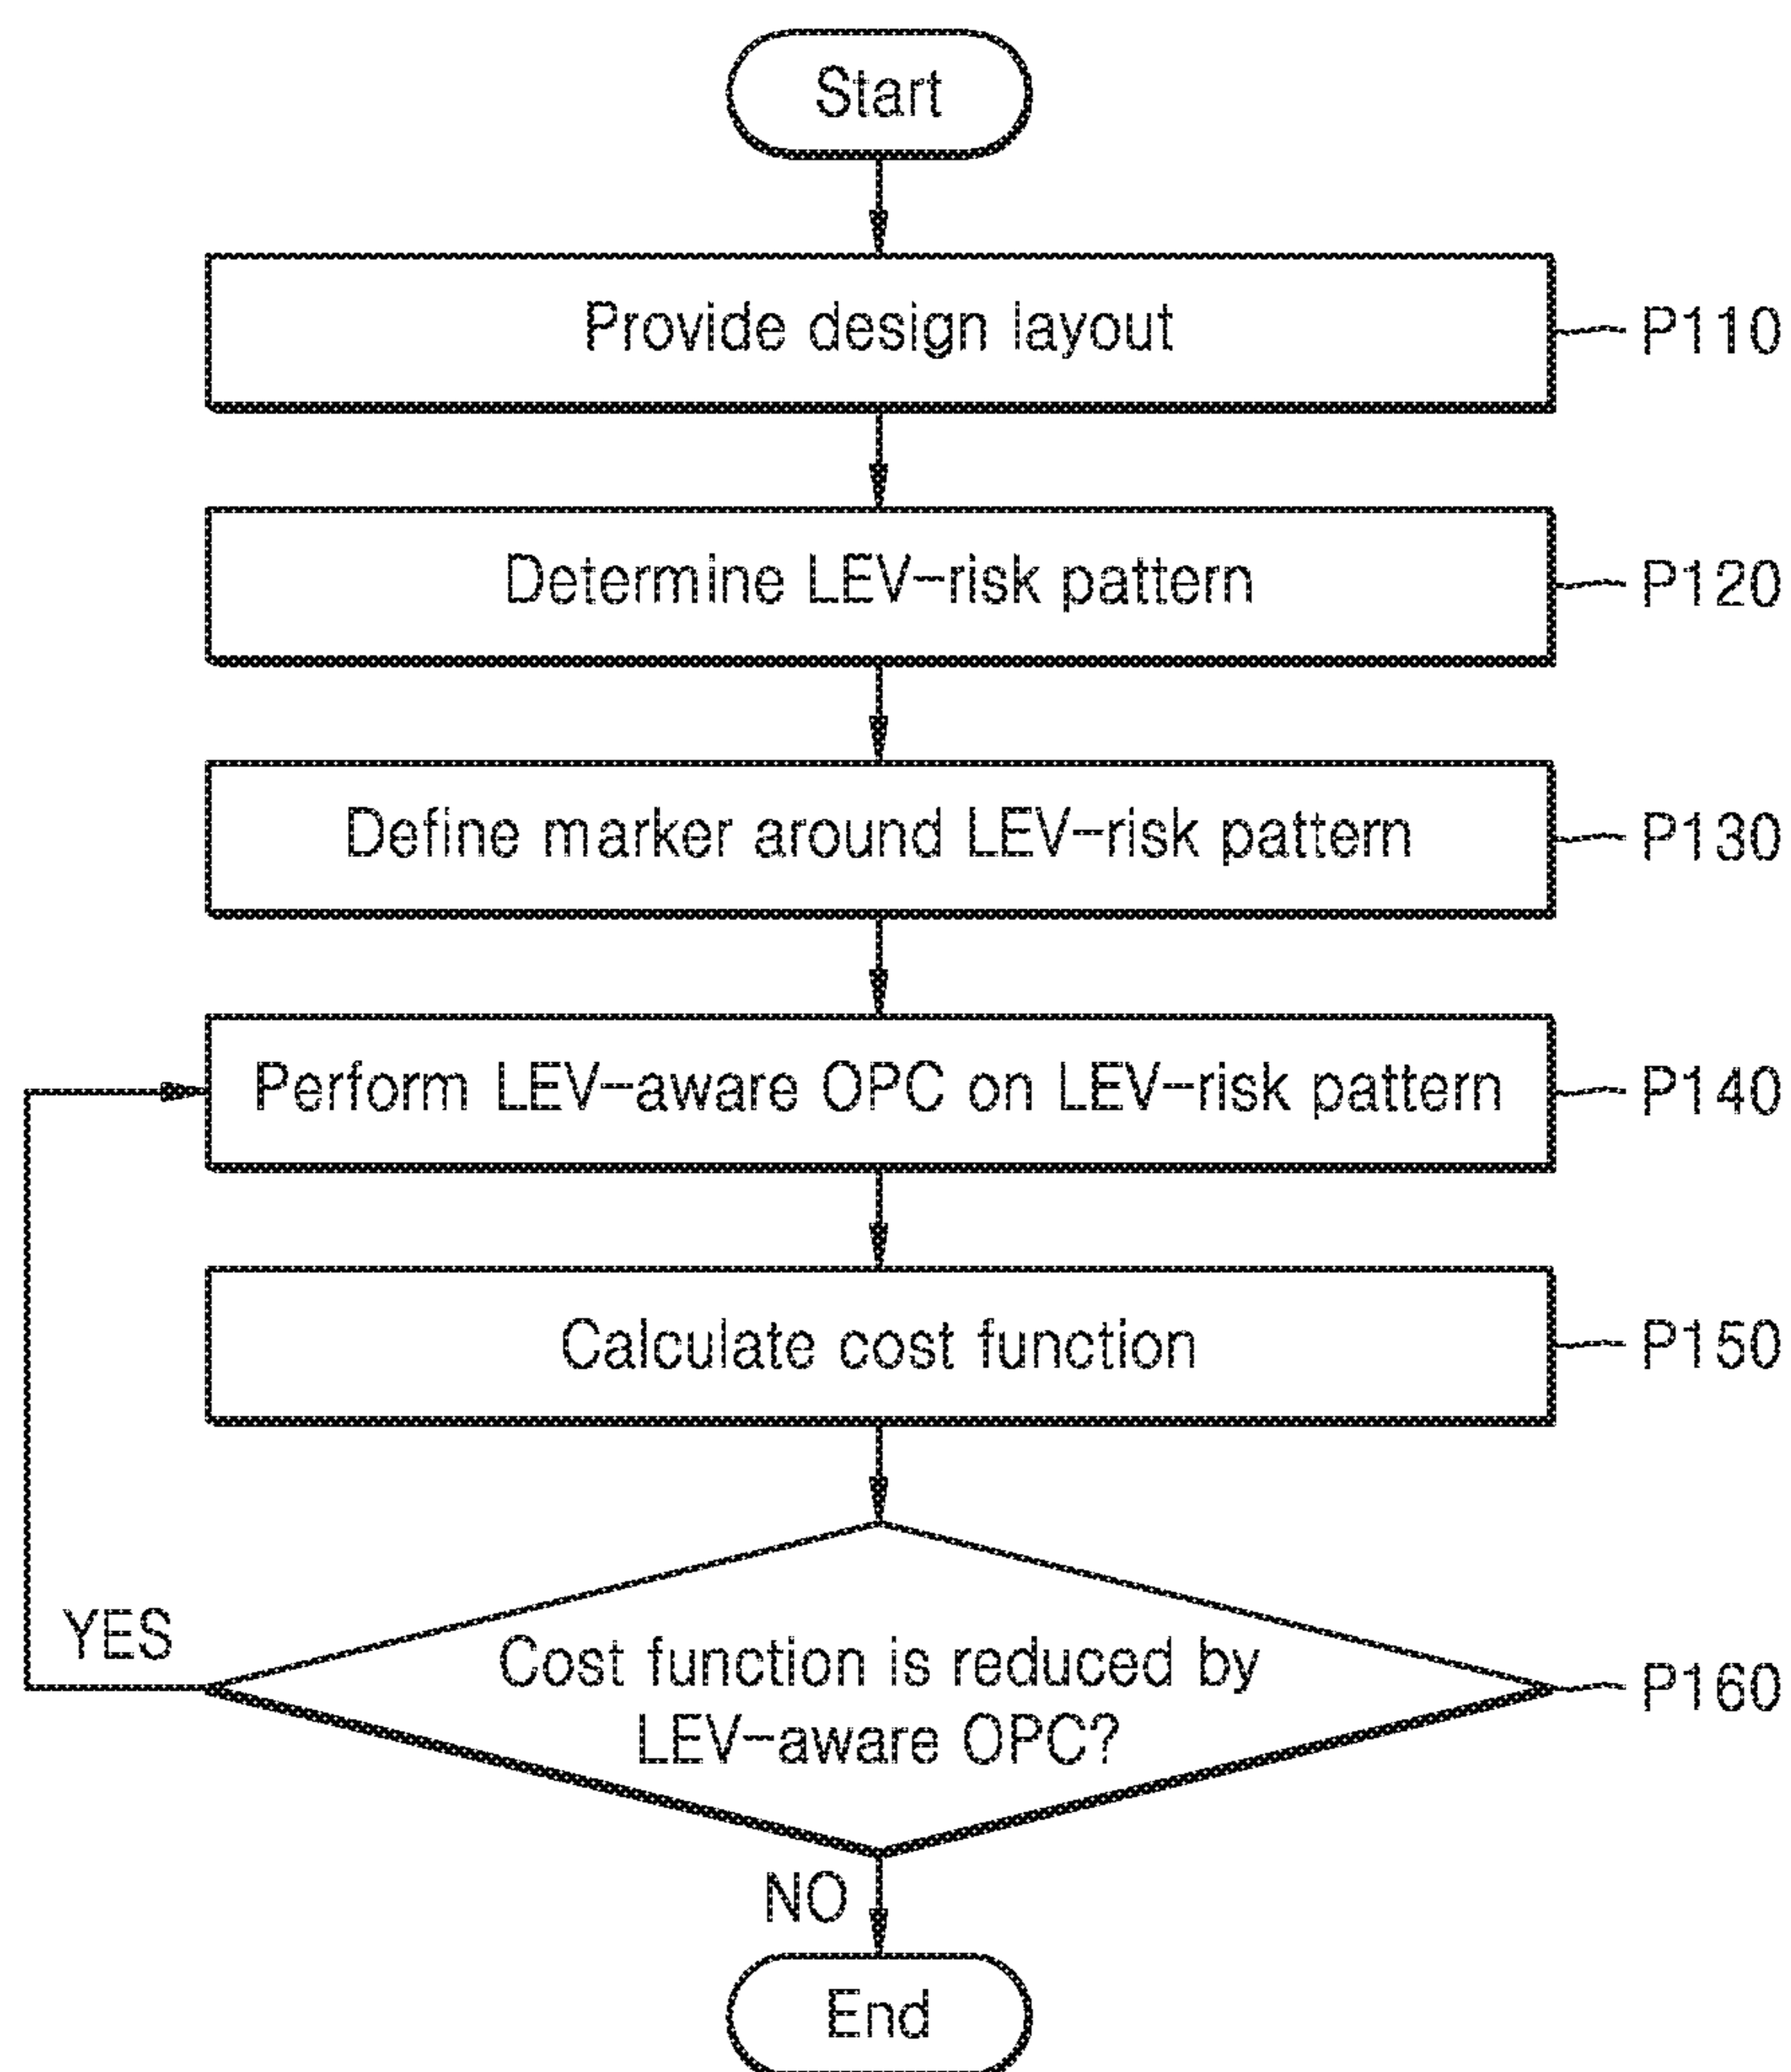 Start
Provide design layout
P110
Determine LEV-risk pattern
P120
Define marker around LEV-risk pattern
P130
Perform LEV-aware OPC on LEV-risk pattern
P140
Calculate cost function
P150
YES
Cost function is reduced by
LEV-aware OPC?
P160
NO
End